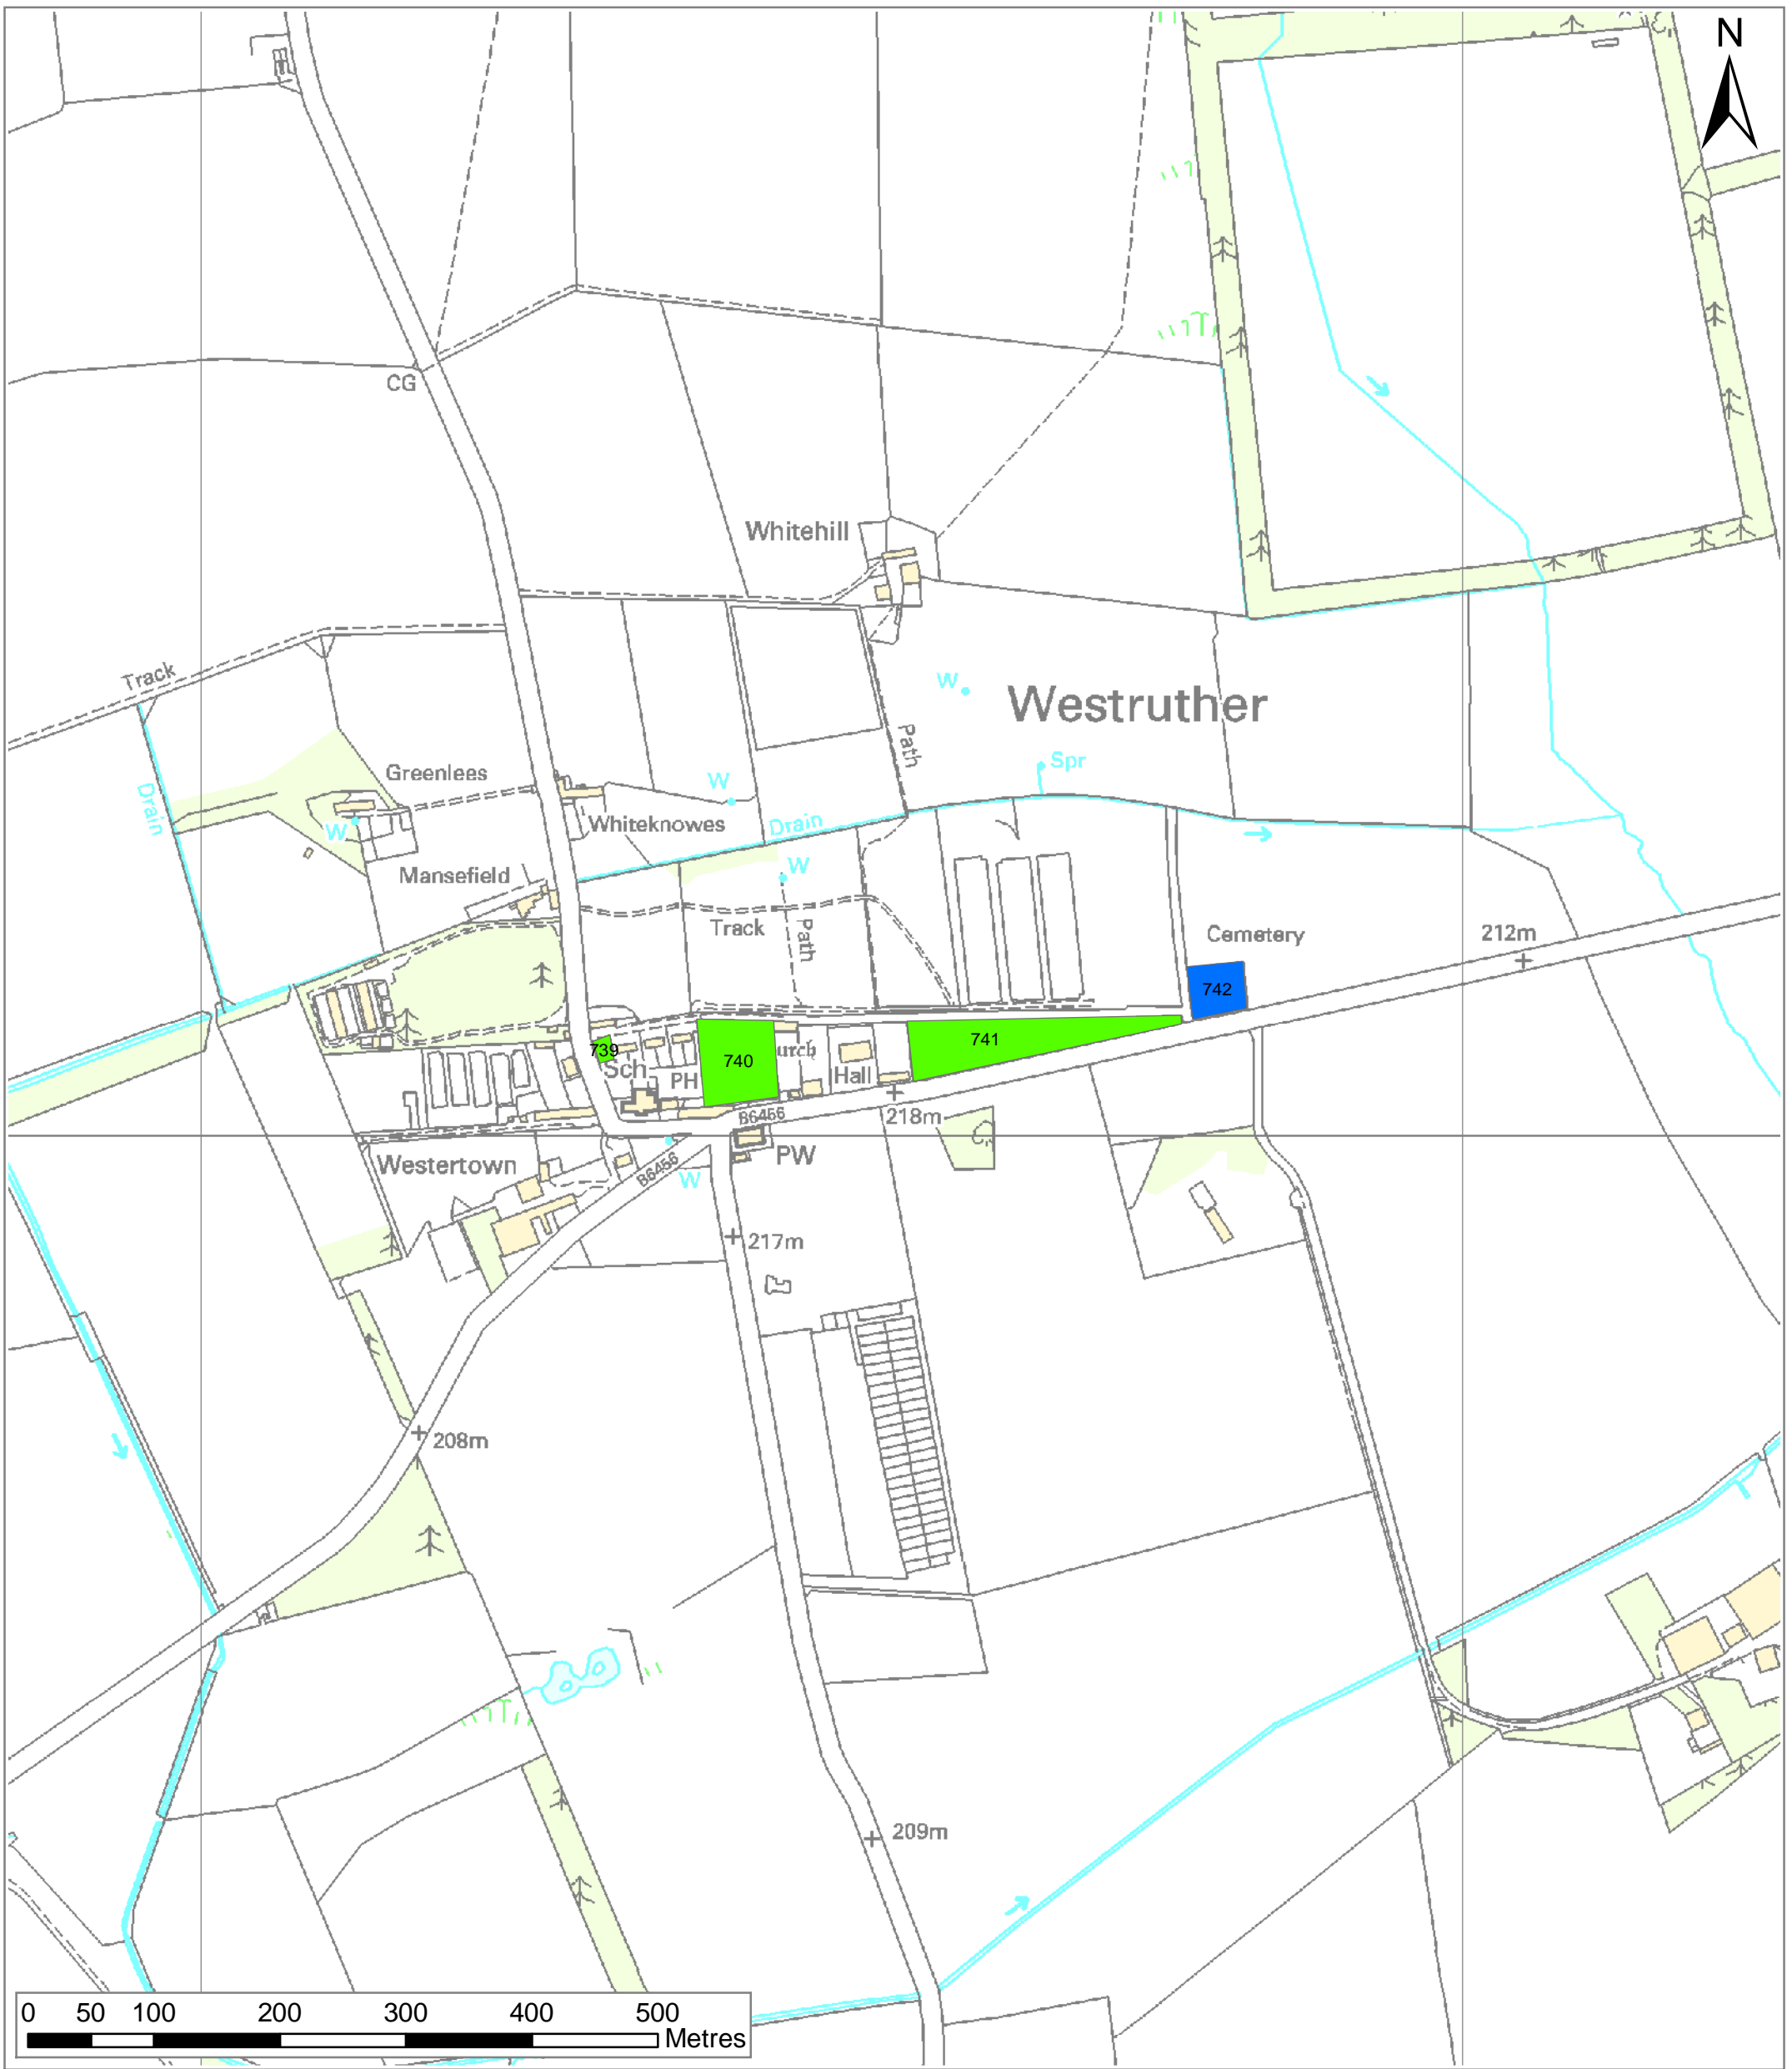 N
CG
Whitehill
Track
W
Westruther
Path
Greenlees
W
Spr
Drain
W
Whiteknowes
Drain
Mansefield
W
Track
Path
Cemetery
212m
742
739
740
urch
741
Sch
PH
Hall
B6456
218m
Westertown
B6456
PW
W
217m
208m
209m
0 50 100 200 300 400 500
Metres